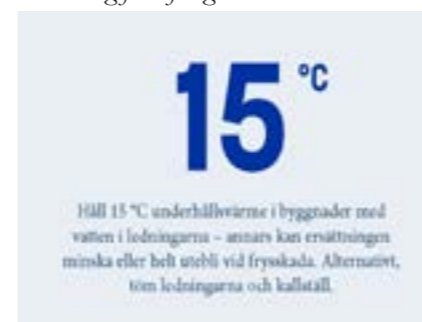 15 °C
Håll 15 °C underhållsvärme i byggnader med
vatten i ledningarna – annars kan ersättningen
minska eller helt utebli vid frysskada. Alternativt,
töm ledningarna och kallställ.